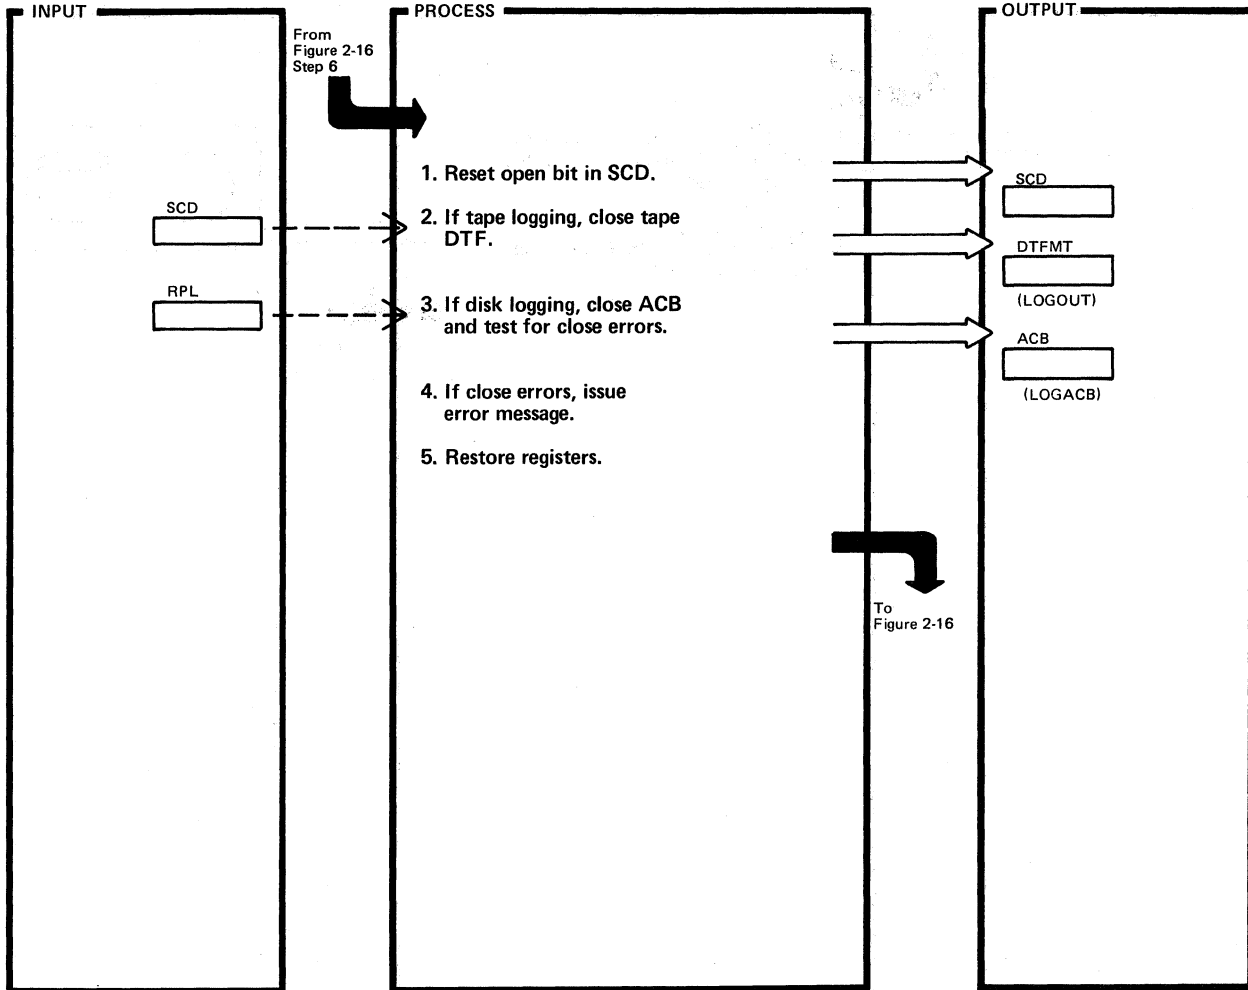 INPUT
PROCESS
OUTPUT
From
Figure 2-16
Step 6
1. Reset open bit in SCD.
SCD
SCD
2. If tape logging, close tape
DTF.
DTFMT
(LOGOUT)
RPL
3. If disk logging, close ACB
and test for close errors.
ACB
(LOGACB)
4. If close errors, issue
error message.
5. Restore registers.
To
Figure 2-16